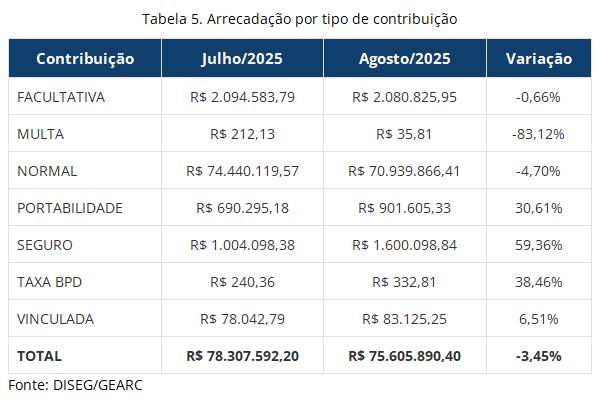 Tabela 5. Arrecadação por tipo de contribuição
Contribuição Julho/2025 Agosto/2025 Variação
FACULTATIVA R$ 2.094.583,79 R$ 2.080.825,95 -0,66%
MULTA R$ 212,13 R$ 35,81 -83,12%
NORMAL R$ 74.440.119,57 R$ 70.939.866,41 -4,70%
PORTABILIDADE R$ 690.295,18 R$ 901.605,33 30,61%
SEGURO R$ 1.004.098,38 R$ 1.600.098,84 59,36%
TAXA BPD R$ 240,36 R$ 332,81 38,46%
VINCULADA R$ 78.042,79 R$ 83.125,25 6,51%
TOTAL R$ 78.307.592,20 R$ 75.605.890,40 -3,45%
Fonte: DISEG/GEARC